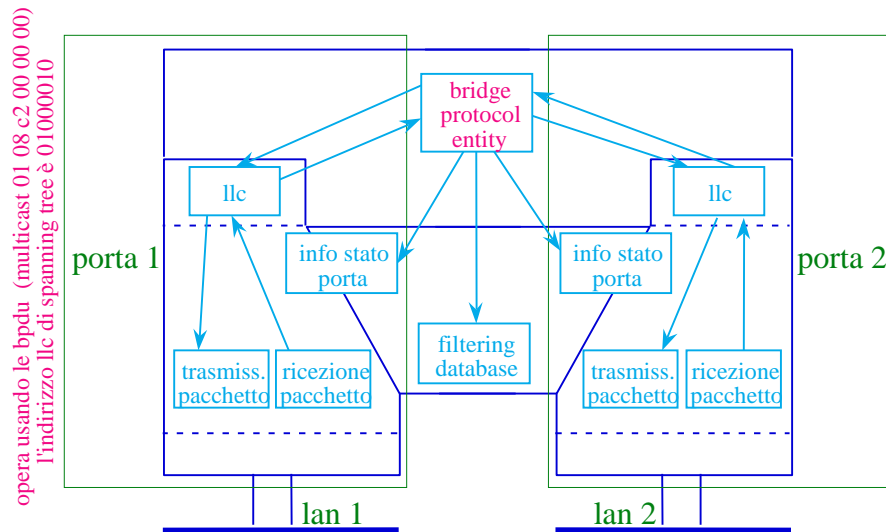 opera usando le bpdu (multicast 01 08 c2 00 00 00)
l'indirizzo llc di spanning tree è 01000010
bridge
protocol
entity
llc
llc
porta 1
info stato
porta
info stato
porta
porta 2
filtering
database
trasmiss.
pacchetto
ricezione
pacchetto
trasmiss.
pacchetto
ricezione
pacchetto
lan 1
lan 2